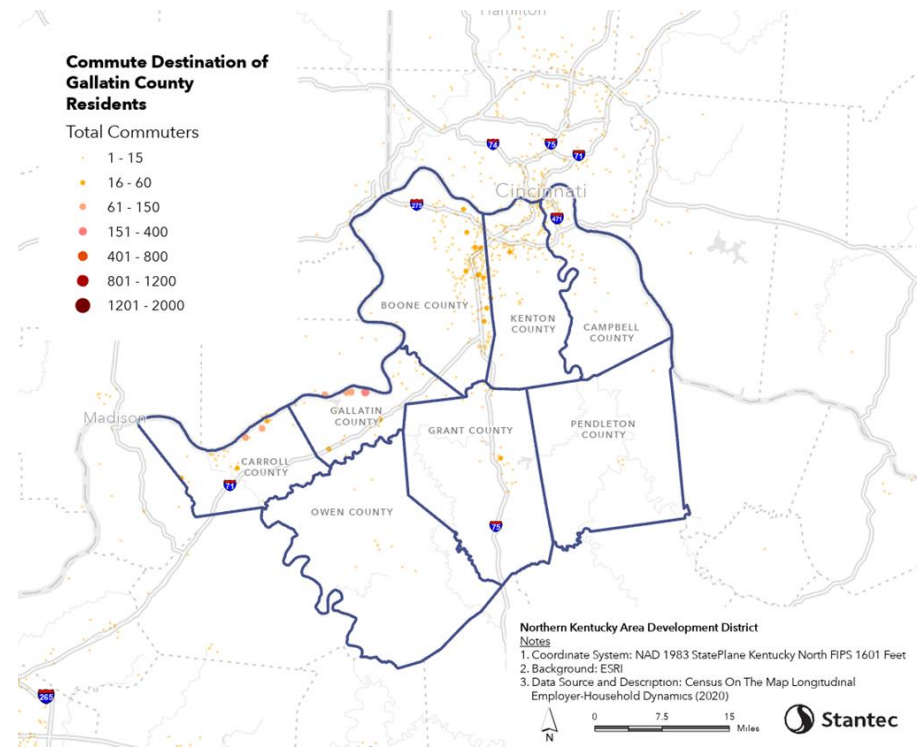 Hamilton
Commute Destination of
Gallatin County
Residents
Total Commuters
1 - 15
16 - 60
61 - 150
151 - 400
401 - 800
801 - 1200
1201 - 2000
74
75
71
Cincinnati
275
471
BOONE COUNTY
KENTON
COUNTY
CAMPBELL
COUNTY
Madison
GALLATIN
COUNTY
GRANT COUNTY
PENDLETON
COUNTY
CARROLL
COUNTY
71
OWEN COUNTY
75
265
Northern Kentucky Area Development District
Notes
1. Coordinate System: NAD 1983 StatePlane Kentucky North FIPS 1601 Feet
2. Background: ESRI
3. Data Source and Description: Census On The Map Longitudinal
Employer-Household Dynamics (2020)
N
0 7.5 15
Miles
Stantec